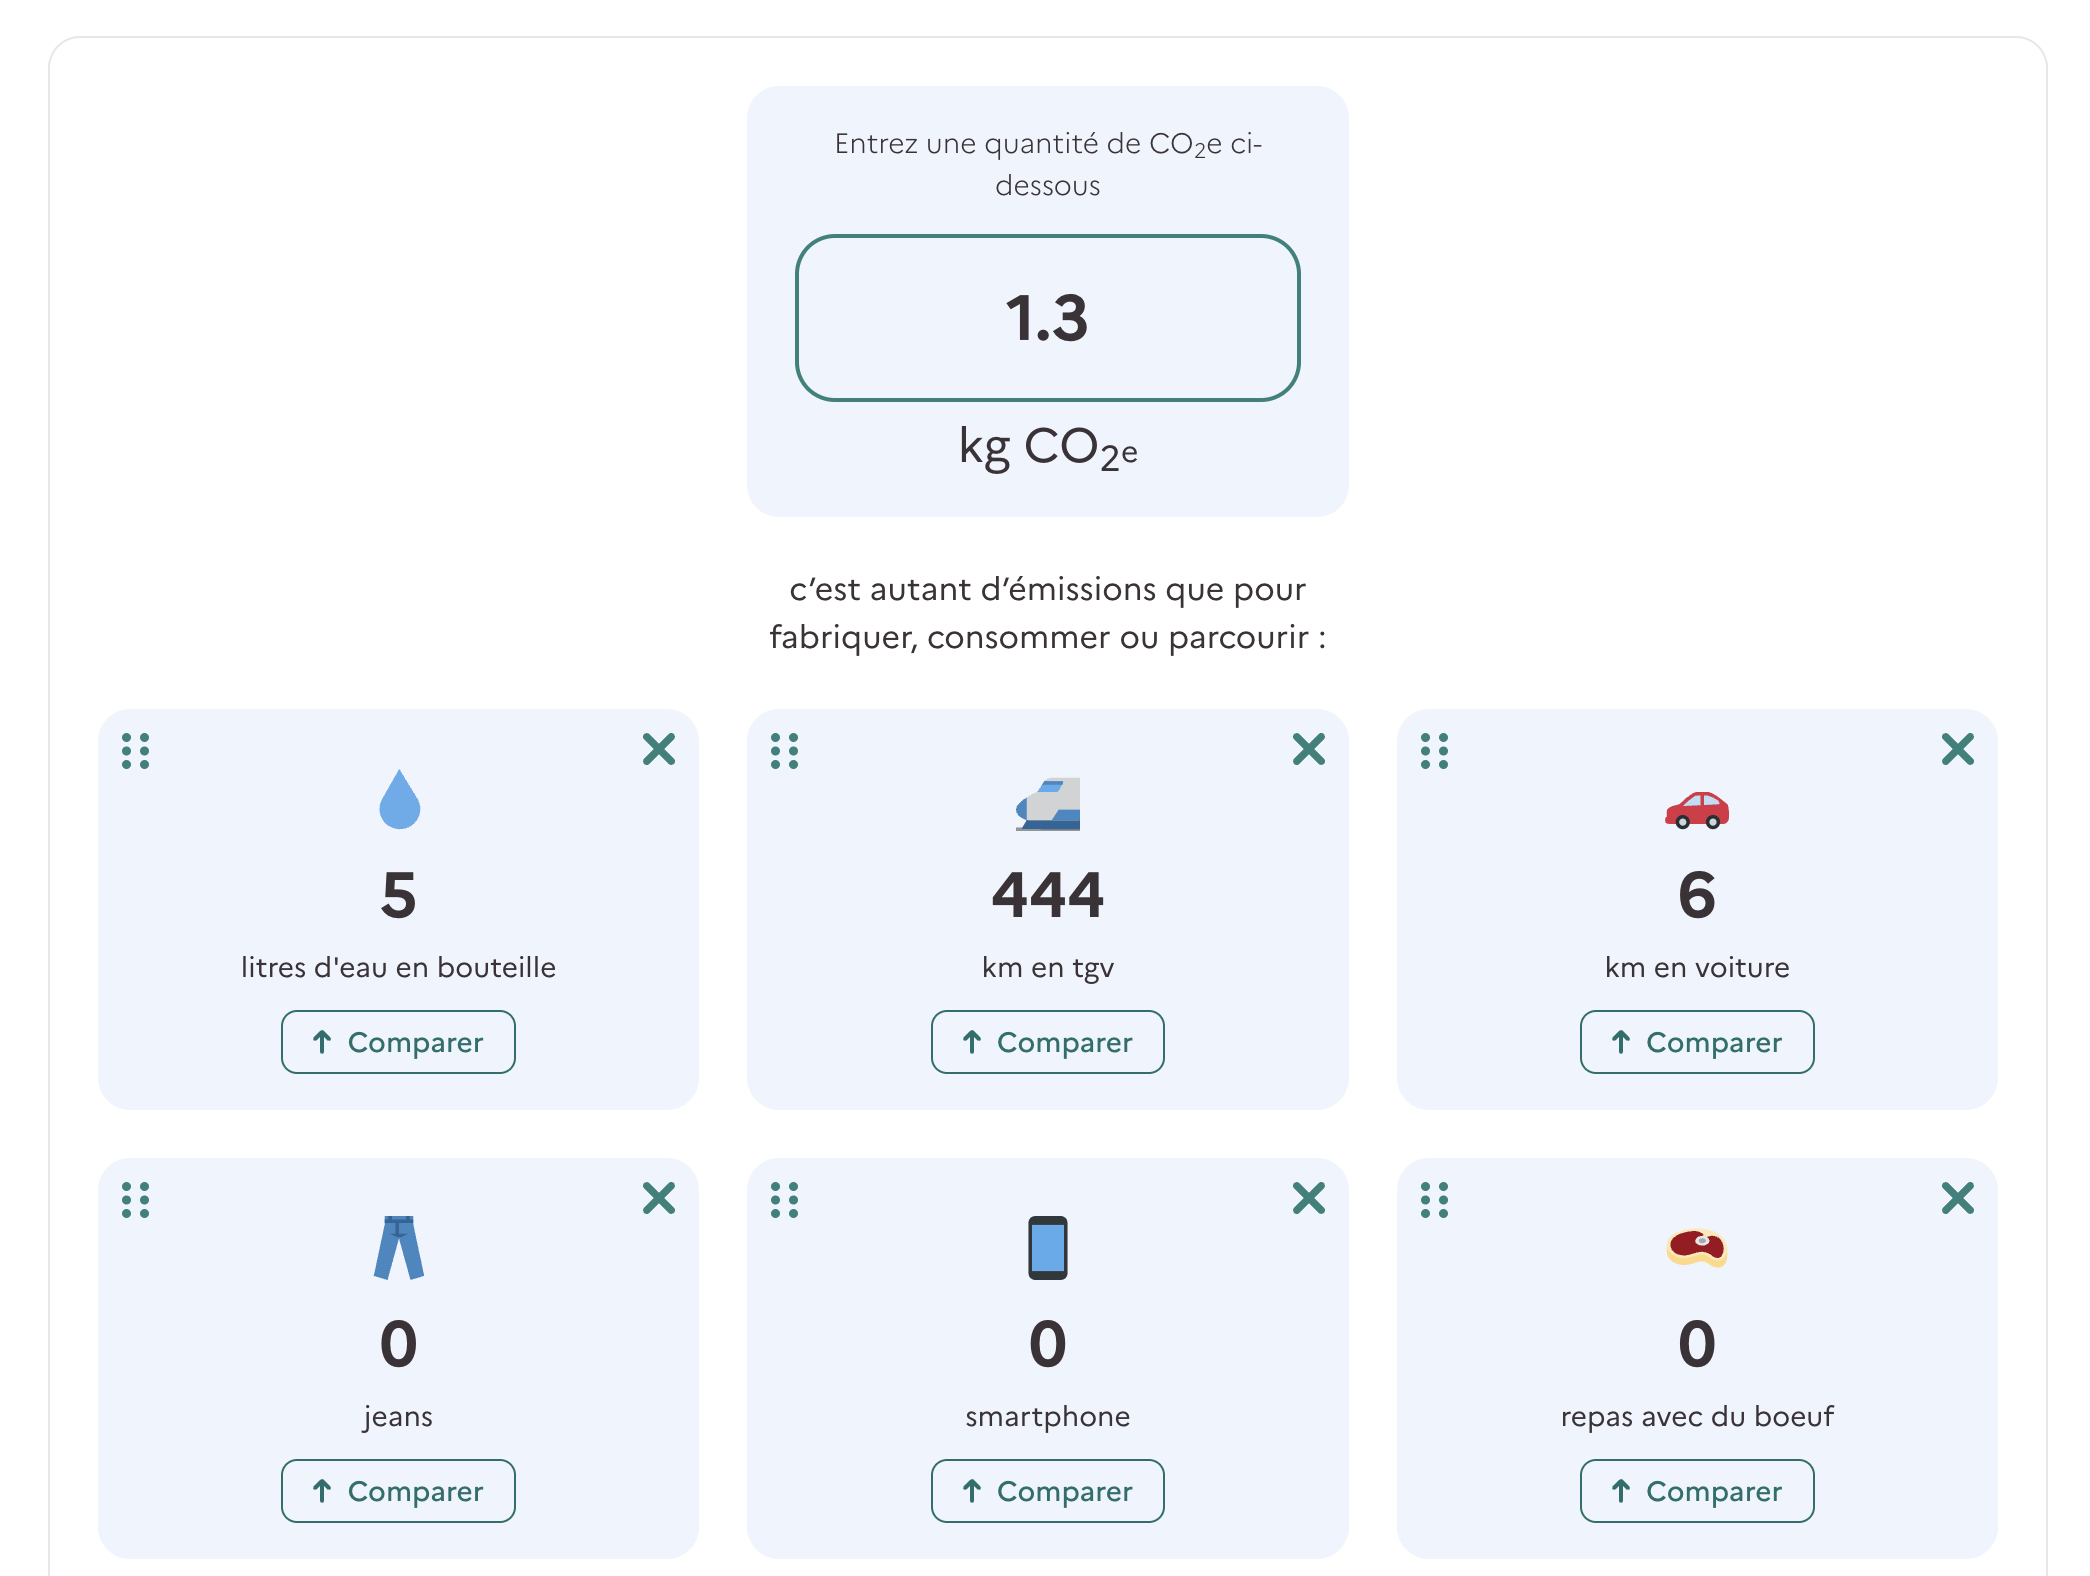 Entrez une quantité de CO₂e ci-
dessous
1.3
kg CO₂e
c’est autant d’émissions que pour
fabriquer, consommer ou parcourir :
5
litres d'eau en bouteille
Comparer
444
km en tgv
Comparer
6
km en voiture
Comparer
0
jeans
Comparer
0
smartphone
Comparer
0
repas avec du boeuf
Comparer